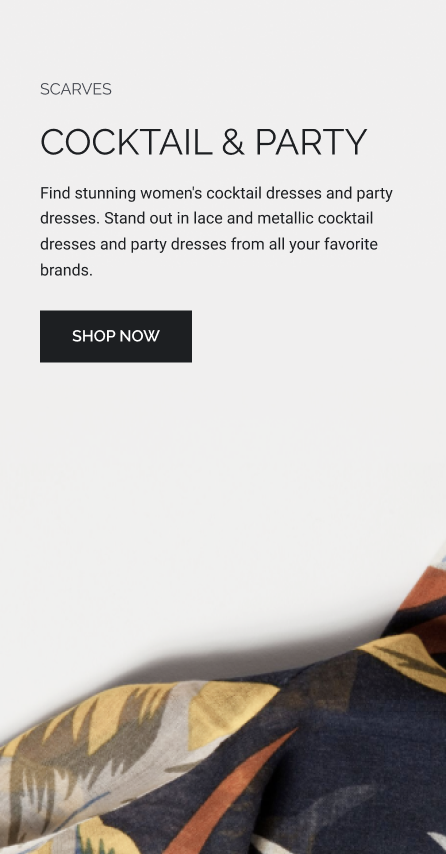 SCARVES
COCKTAIL & PARTY
Find stunning women's cocktail dresses and party
dresses. Stand out in lace and metallic cocktail
dresses and party dresses from all your favorite
brands.
SHOP NOW